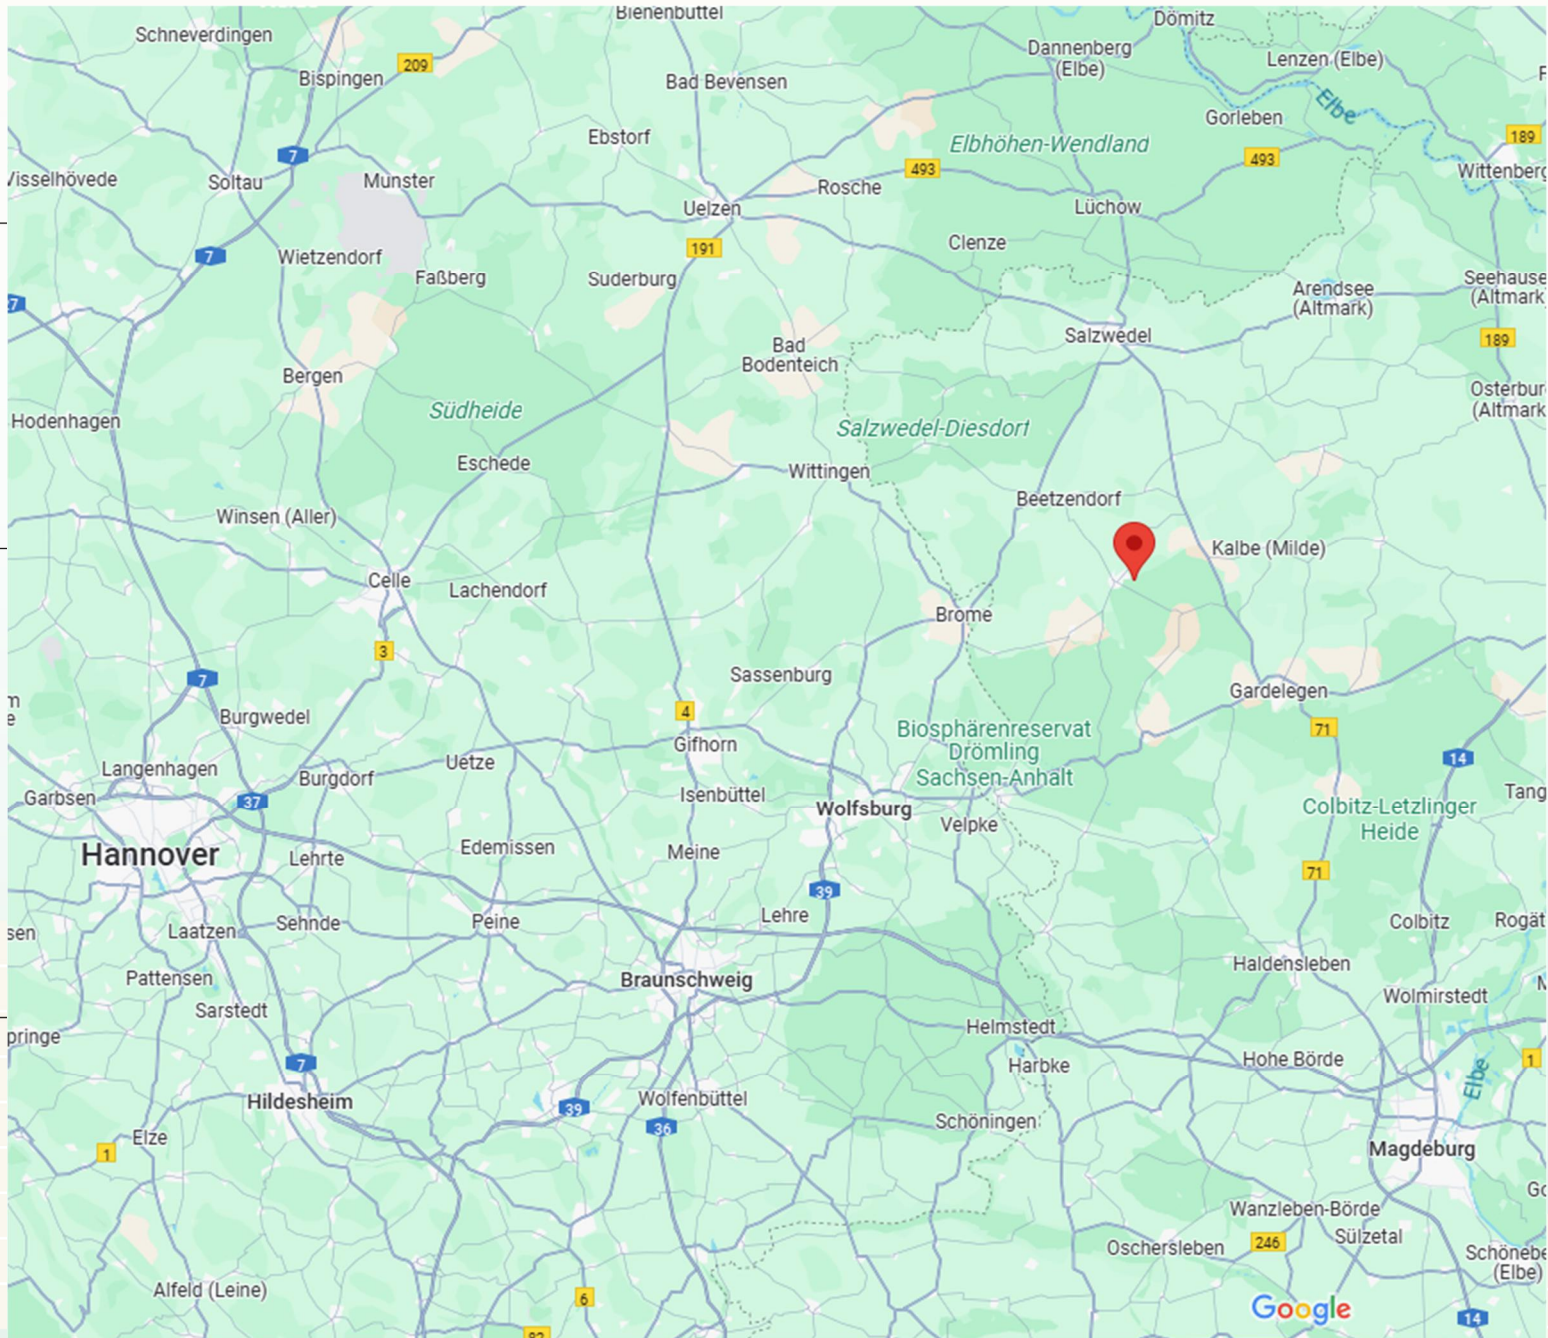 Bienenbüttel
Dömitz
Schneverdingen
Dannenberg
(Elbe)
Lenzen (Elbe)
209
Bispingen
Bad Bevensen
Elbe
Gorleben
189
Ebstorf
Elbhöhen-Wendland
7
493
493
Wittenberg
Visselhövede
Soltau
Munster
Rosche
Uelzen
Lüchow
191
Clenze
7
Wietzendorf
Faßberg
Suderburg
Seehause
(Altmark
Arendsee
(Altmark)
27
Salzwedel
189
Bad
Bodenteich
Bergen
Osterbur
(Altmark
Südheide
Hodenhagen
Salzwedel-Diesdorf
Eschede
Wittingen
Beetzendorf
Winsen (Aller)
Kalbe (Milde)
Celle
Lachendorf
Brome
3
7
Sassenburg
Gardelegen
4
Burgwedel
71
Biosphärenreservat
Drömling
Sachsen-Anhalt
Gifhorn
14
Langenhagen
Burgdorf
Uetze
Garbsen
37
Isenbüttel
Tang
Wolfsburg
Colbitz-Letzlinger
Heide
Velpke
Hannover
Lehrte
Edemissen
Meine
71
39
Lehre
Laatzen
Sehnde
Peine
Colbitz
Rogät
sen
Haldensleben
Pattensen
Braunschweig
Wolmirstedt
Sarstedt
Helmstedt
pringe
7
Harbke
Hohe Börde
1
Elbe
Hildesheim
39
Wolfenbüttel
36
Schöningen
Elze
1
Magdeburg
Wanzleben-Börde
Sülzetal
Oschersleben
246
Schönebe
(Elbe)
Alfeld (Leine)
6
Google
14
82